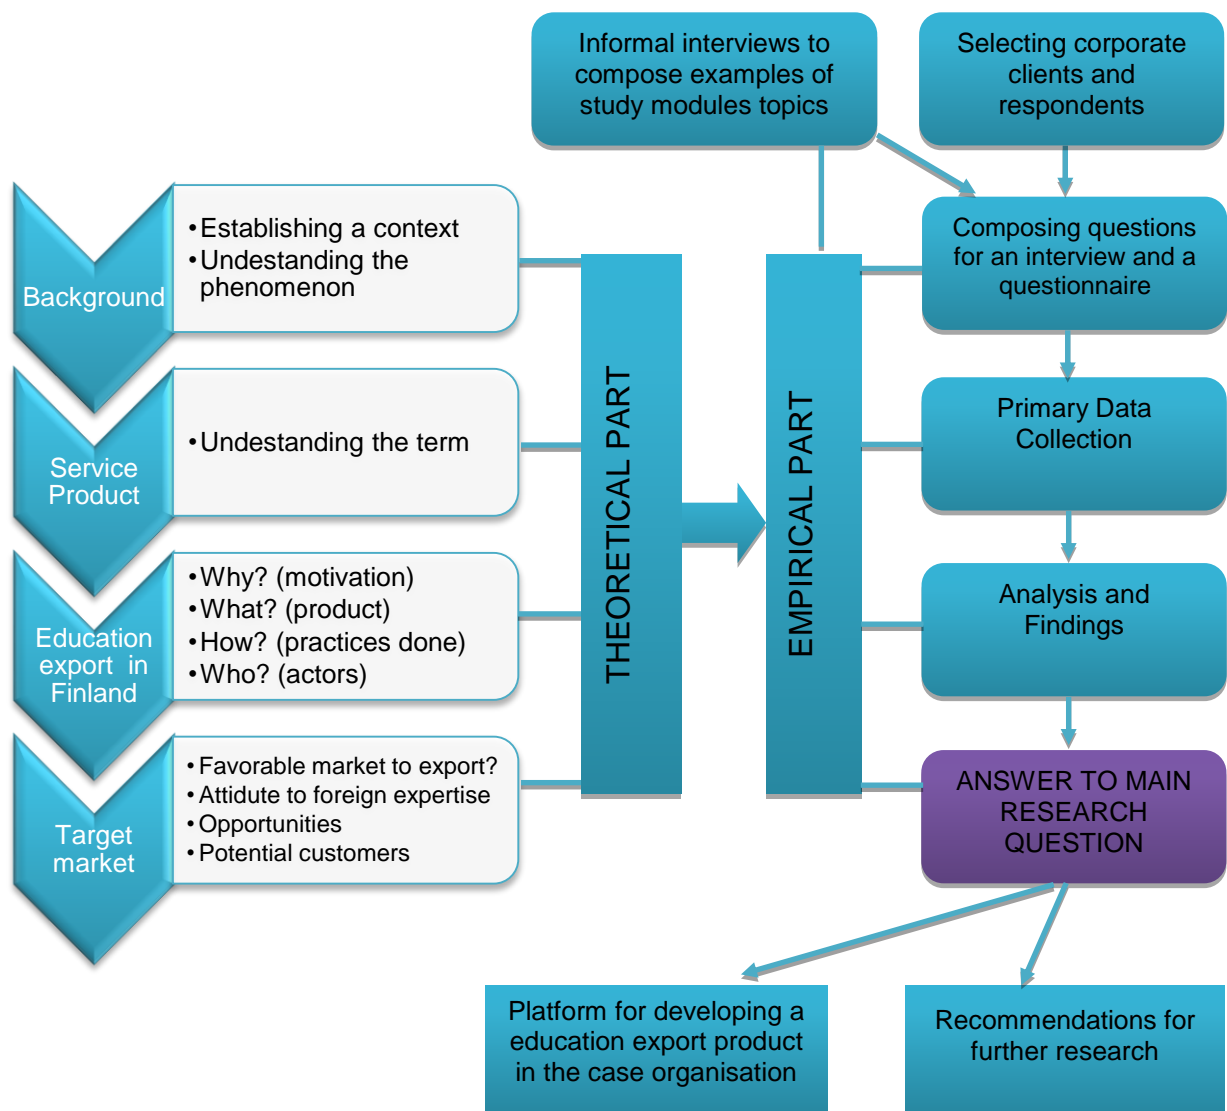 Informal interviews to
compose examples of
study modules topics
Selecting corporate
clients and
respondents
Background
•Establishing a context
•Undestanding the
phenomenon
Service
Product
•Undestanding the term
Education
export in
Finland
•Why? (motivation)
•What? (product)
•How? (practices done)
•Who? (actors)
Target
market
•Favorable market to export?
•Attidute to foreign expertise
•Opportunities
•Potential customers
THEORETICAL PART
EMPIRICAL PART
Composing questions
for an interview and a
questionnaire
Primary Data
Collection
Analysis and
Findings
ANSWER TO MAIN
RESEARCH
QUESTION
Platform for developing a
education export product
in the case organisation
Recommendations for
further research